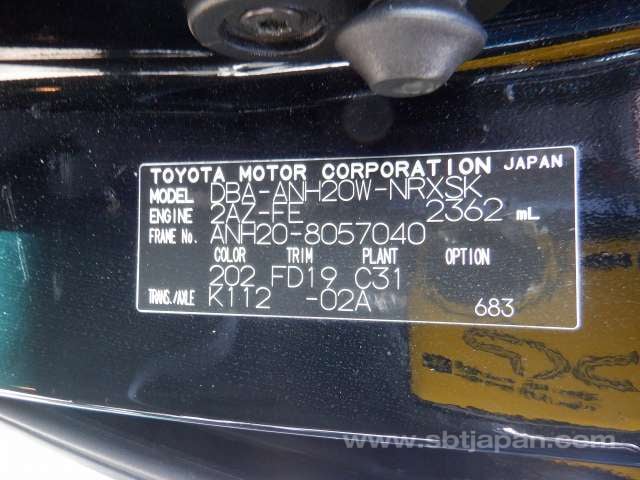 TOYOTA MOTOR CORPORATION JAPAN
MODEL DBA-ANH20W-NRXSK
ENGINE 2AZ-FE 2362 mL
FRAME No. ANH20-8057040
COLOR TRIM PLANT OPTION
202 FD19 C31
TRANS./AXLE K112 -02A 683
www.sbtjapan.com